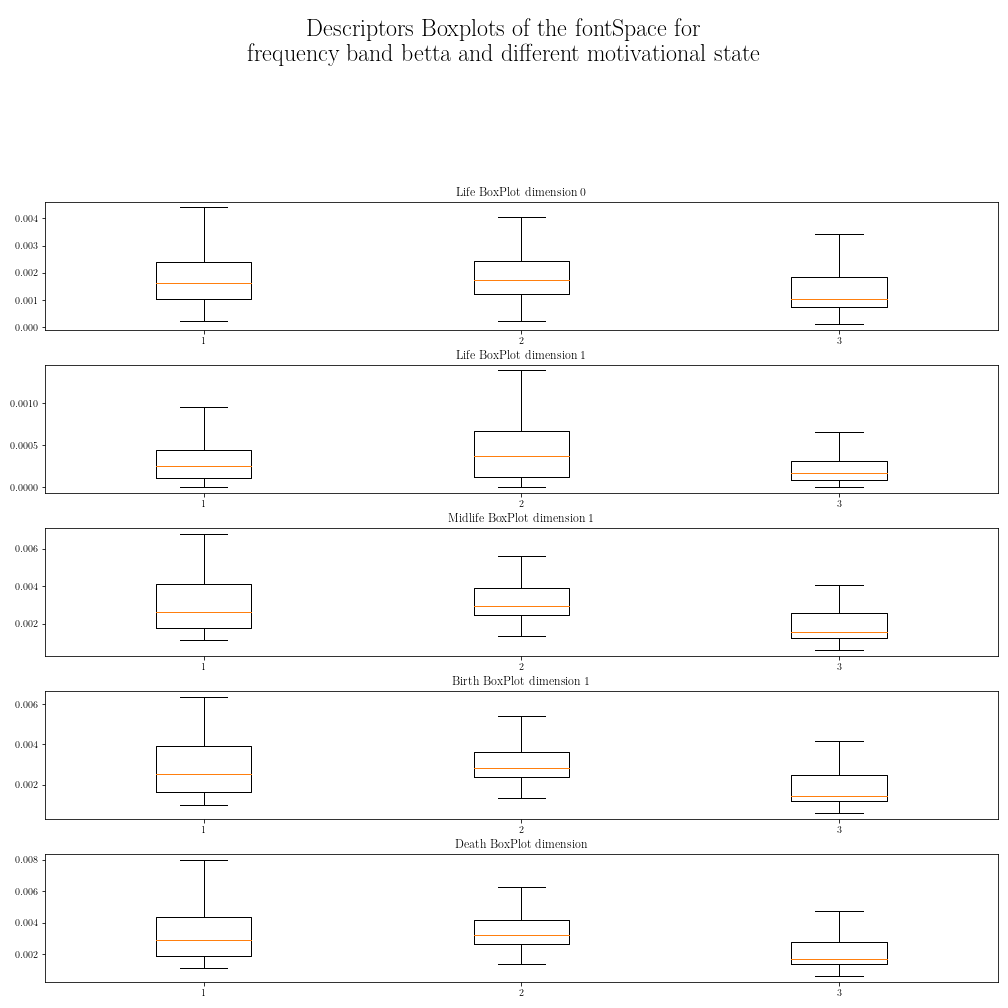 Descriptors Boxplots of the fontSpace for
frequency band betta and different motivational state
Life BoxPlot dimension 0
0.004
0.003
0.002
0.001
0.000
1 2 3
Life BoxPlot dimension 1
0.0010
0.0005
0.0000
1 2 3
Midlife BoxPlot dimension 1
0.006
0.004
0.002
1 2 3
Birth BoxPlot dimension 1
0.006
0.004
0.002
1 2 3
Death BoxPlot dimension
0.008
0.006
0.004
0.002
1 2 3